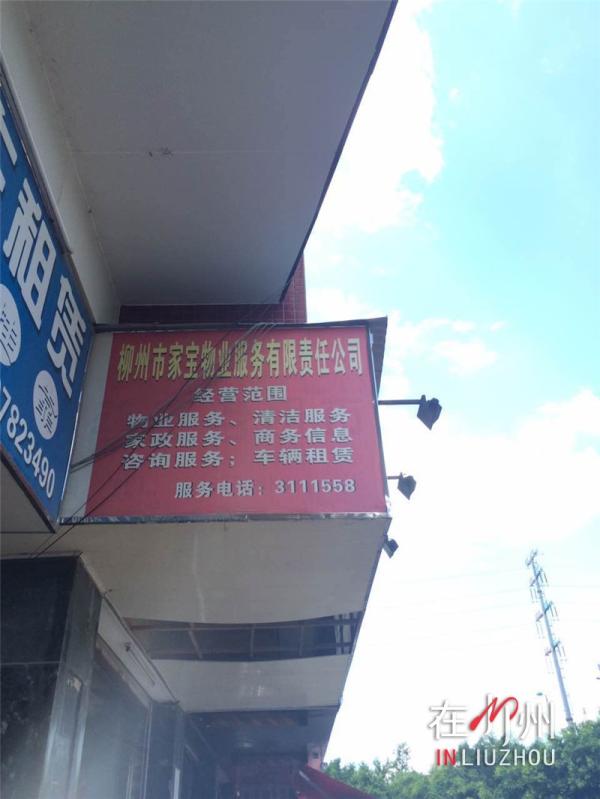 租赁
7823490
柳州市家宝物业服务有限责任公司
经营范围
物业服务、清洁服务
家政服务、商务信息
咨询服务；车辆租赁
服务电话：3111558
在柳州
INLIUZHOU